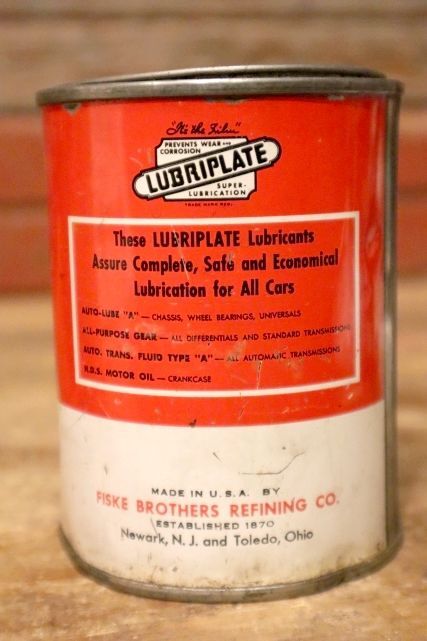 "It's the Film"
PREVENTS WEAR AND
CORROSION
LUBRIPLATE
SUPER-
LUBRICATION
TRADE MARK REG.
These LUBRIPLATE Lubricants
Assure Complete, Safe and Economical
Lubrication for All Cars
AUTO-LUBE "A" — CHASSIS, WHEEL BEARINGS, UNIVERSALS
ALL-PURPOSE GEAR — ALL DIFFERENTIALS AND STANDARD TRANSMISSIONS
AUTO. TRANS. FLUID TYPE "A" — ALL AUTOMATIC TRANSMISSIONS
H.D.S. MOTOR OIL — CRANKCASE
MADE IN U.S.A. BY
FISKE BROTHERS REFINING CO.
ESTABLISHED 1870
Newark, N. J. and Toledo, Ohio